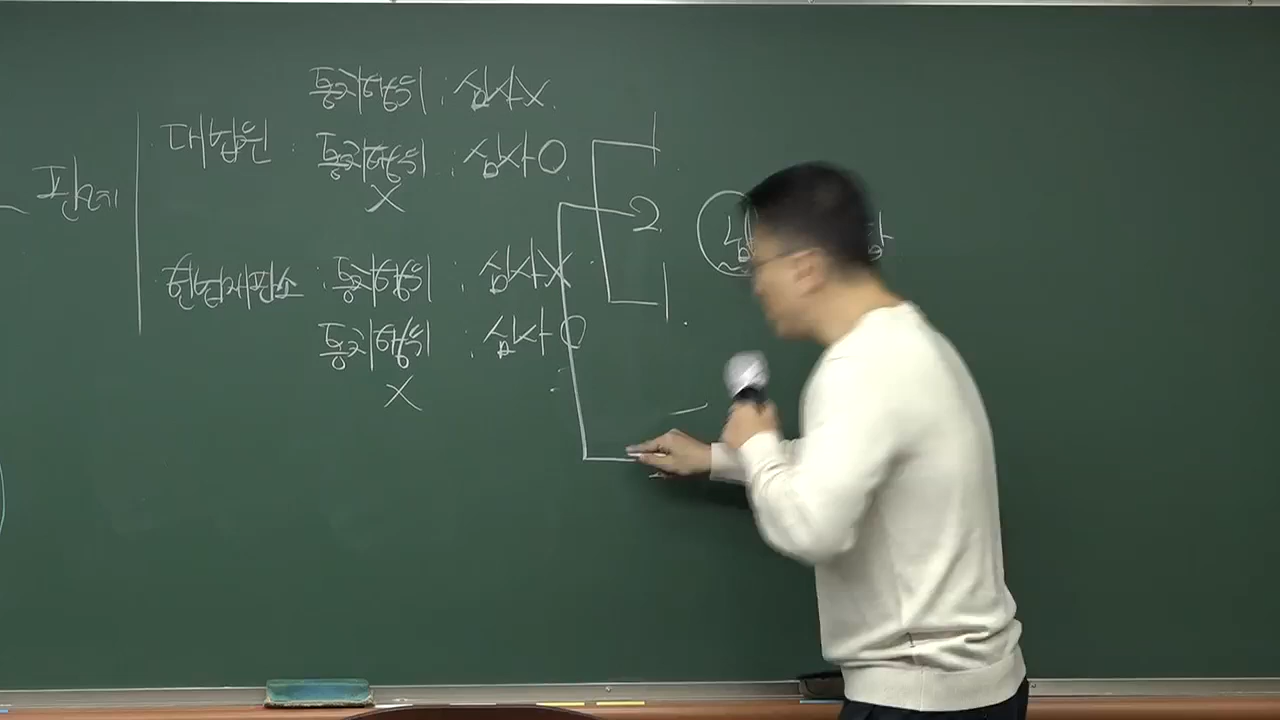 통치행위 : 심사X.
대법원 : 통치행위 : 심사O.
X
판례
2.
헌법재판소 : 통치행위 : 심사X
통치행위 : 심사O
X